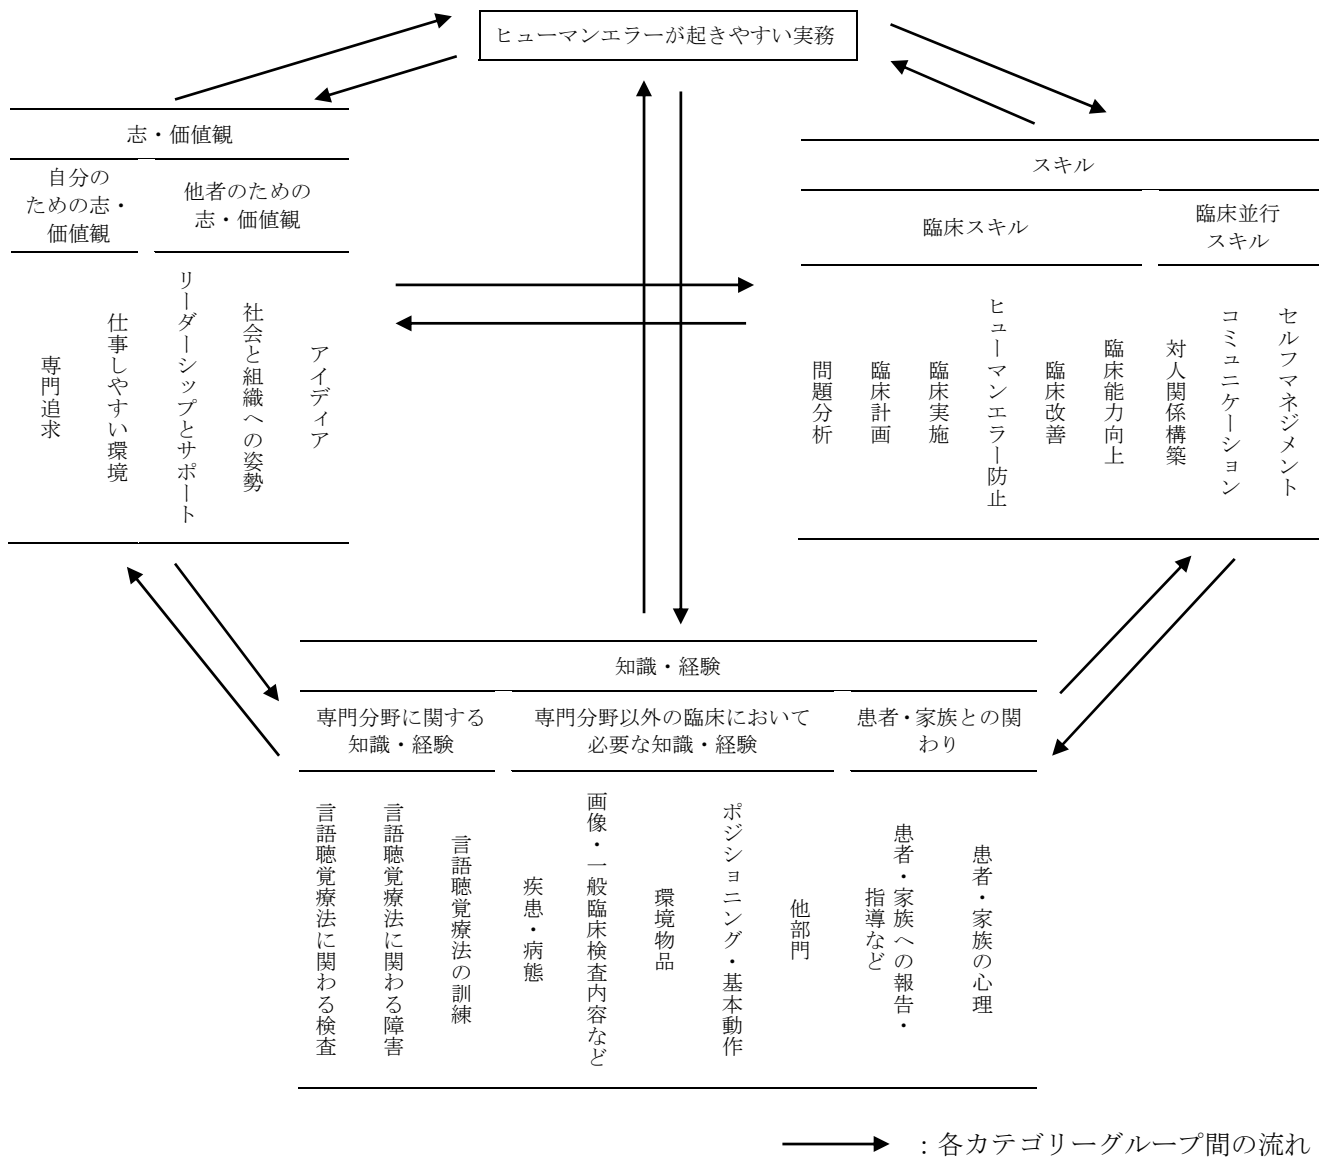 ヒューマンエラーが起きやすい実務
志・価値観
自分の
ための志・
価値観
他者のための
志・価値観
専門追求
仕事しやすい環境
リーダーシップとサポート
社会と組織への姿勢
アイディア
スキル
臨床スキル
臨床並行
スキル
問題分析
臨床計画
臨床実施
ヒューマンエラー防止
臨床改善
臨床能力向上
対人関係構築
コミュニケーション
セルフマネジメント
知識・経験
専門分野に関する
知識・経験
専門分野以外の臨床において
必要な知識・経験
患者・家族との関
わり
言語聴覚療法に関わる検査
言語聴覚療法に関わる障害
言語聴覚療法の訓練
疾患・病態
画像・一般臨床検査内容など
環境物品
ポジショニング・基本動作
他部門
患者・家族への報告・
指導など
患者・家族の心理
：各カテゴリーグループ間の流れ